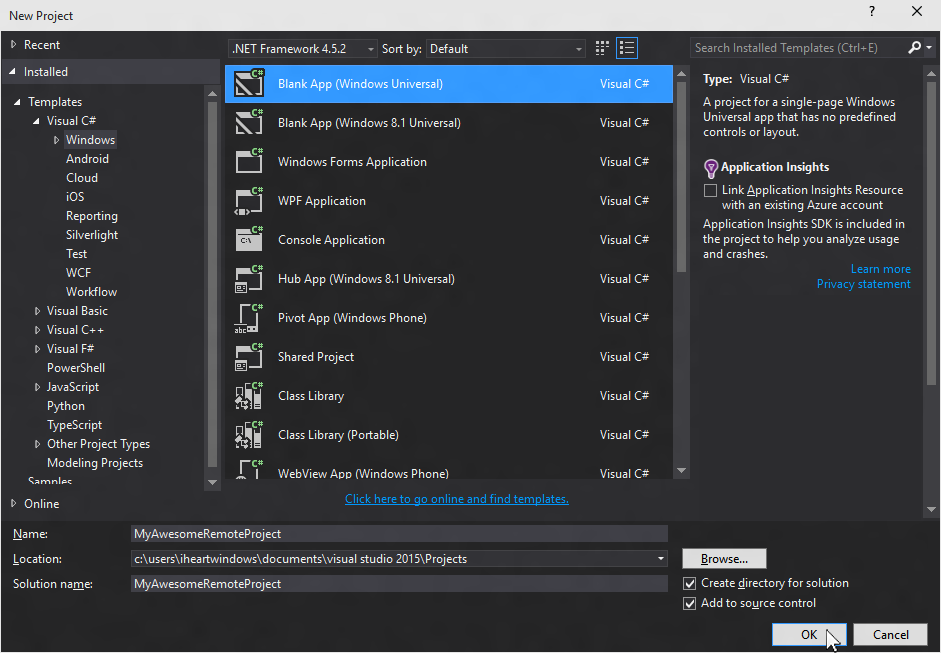 New Project
?
Recent
.NET Framework 4.5.2
Sort by:
Default
Search Installed Templates (Ctrl+E)
Installed
Templates
Visual C#
Windows
Android
Cloud
iOS
Reporting
Silverlight
Test
WCF
Workflow
Visual Basic
Visual C++
Visual F#
PowerShell
JavaScript
Python
TypeScript
Other Project Types
Modeling Projects
Samples
Online
Blank App (Windows Universal) Visual C#
Blank App (Windows 8.1 Universal) Visual C#
Windows Forms Application Visual C#
WPF Application Visual C#
Console Application Visual C#
Hub App (Windows 8.1 Universal) Visual C#
Pivot App (Windows Phone) Visual C#
Shared Project Visual C#
Class Library Visual C#
Class Library (Portable) Visual C#
WebView App (Windows Phone) Visual C#
Click here to go online and find templates.
Type: Visual C#
A project for a single-page Windows
Universal app that has no predefined
controls or layout.
Application Insights
Link Application Insights Resource
with an existing Azure account
Application Insights SDK is included in
the project to help you analyze usage
and crashes.
Learn more
Privacy statement
Name: MyAwesomeRemoteProject
Location: c:\users\iheartwindows\documents\visual studio 2015\Projects
Browse...
Solution name: MyAwesomeRemoteProject
Create directory for solution
Add to source control
OK
Cancel